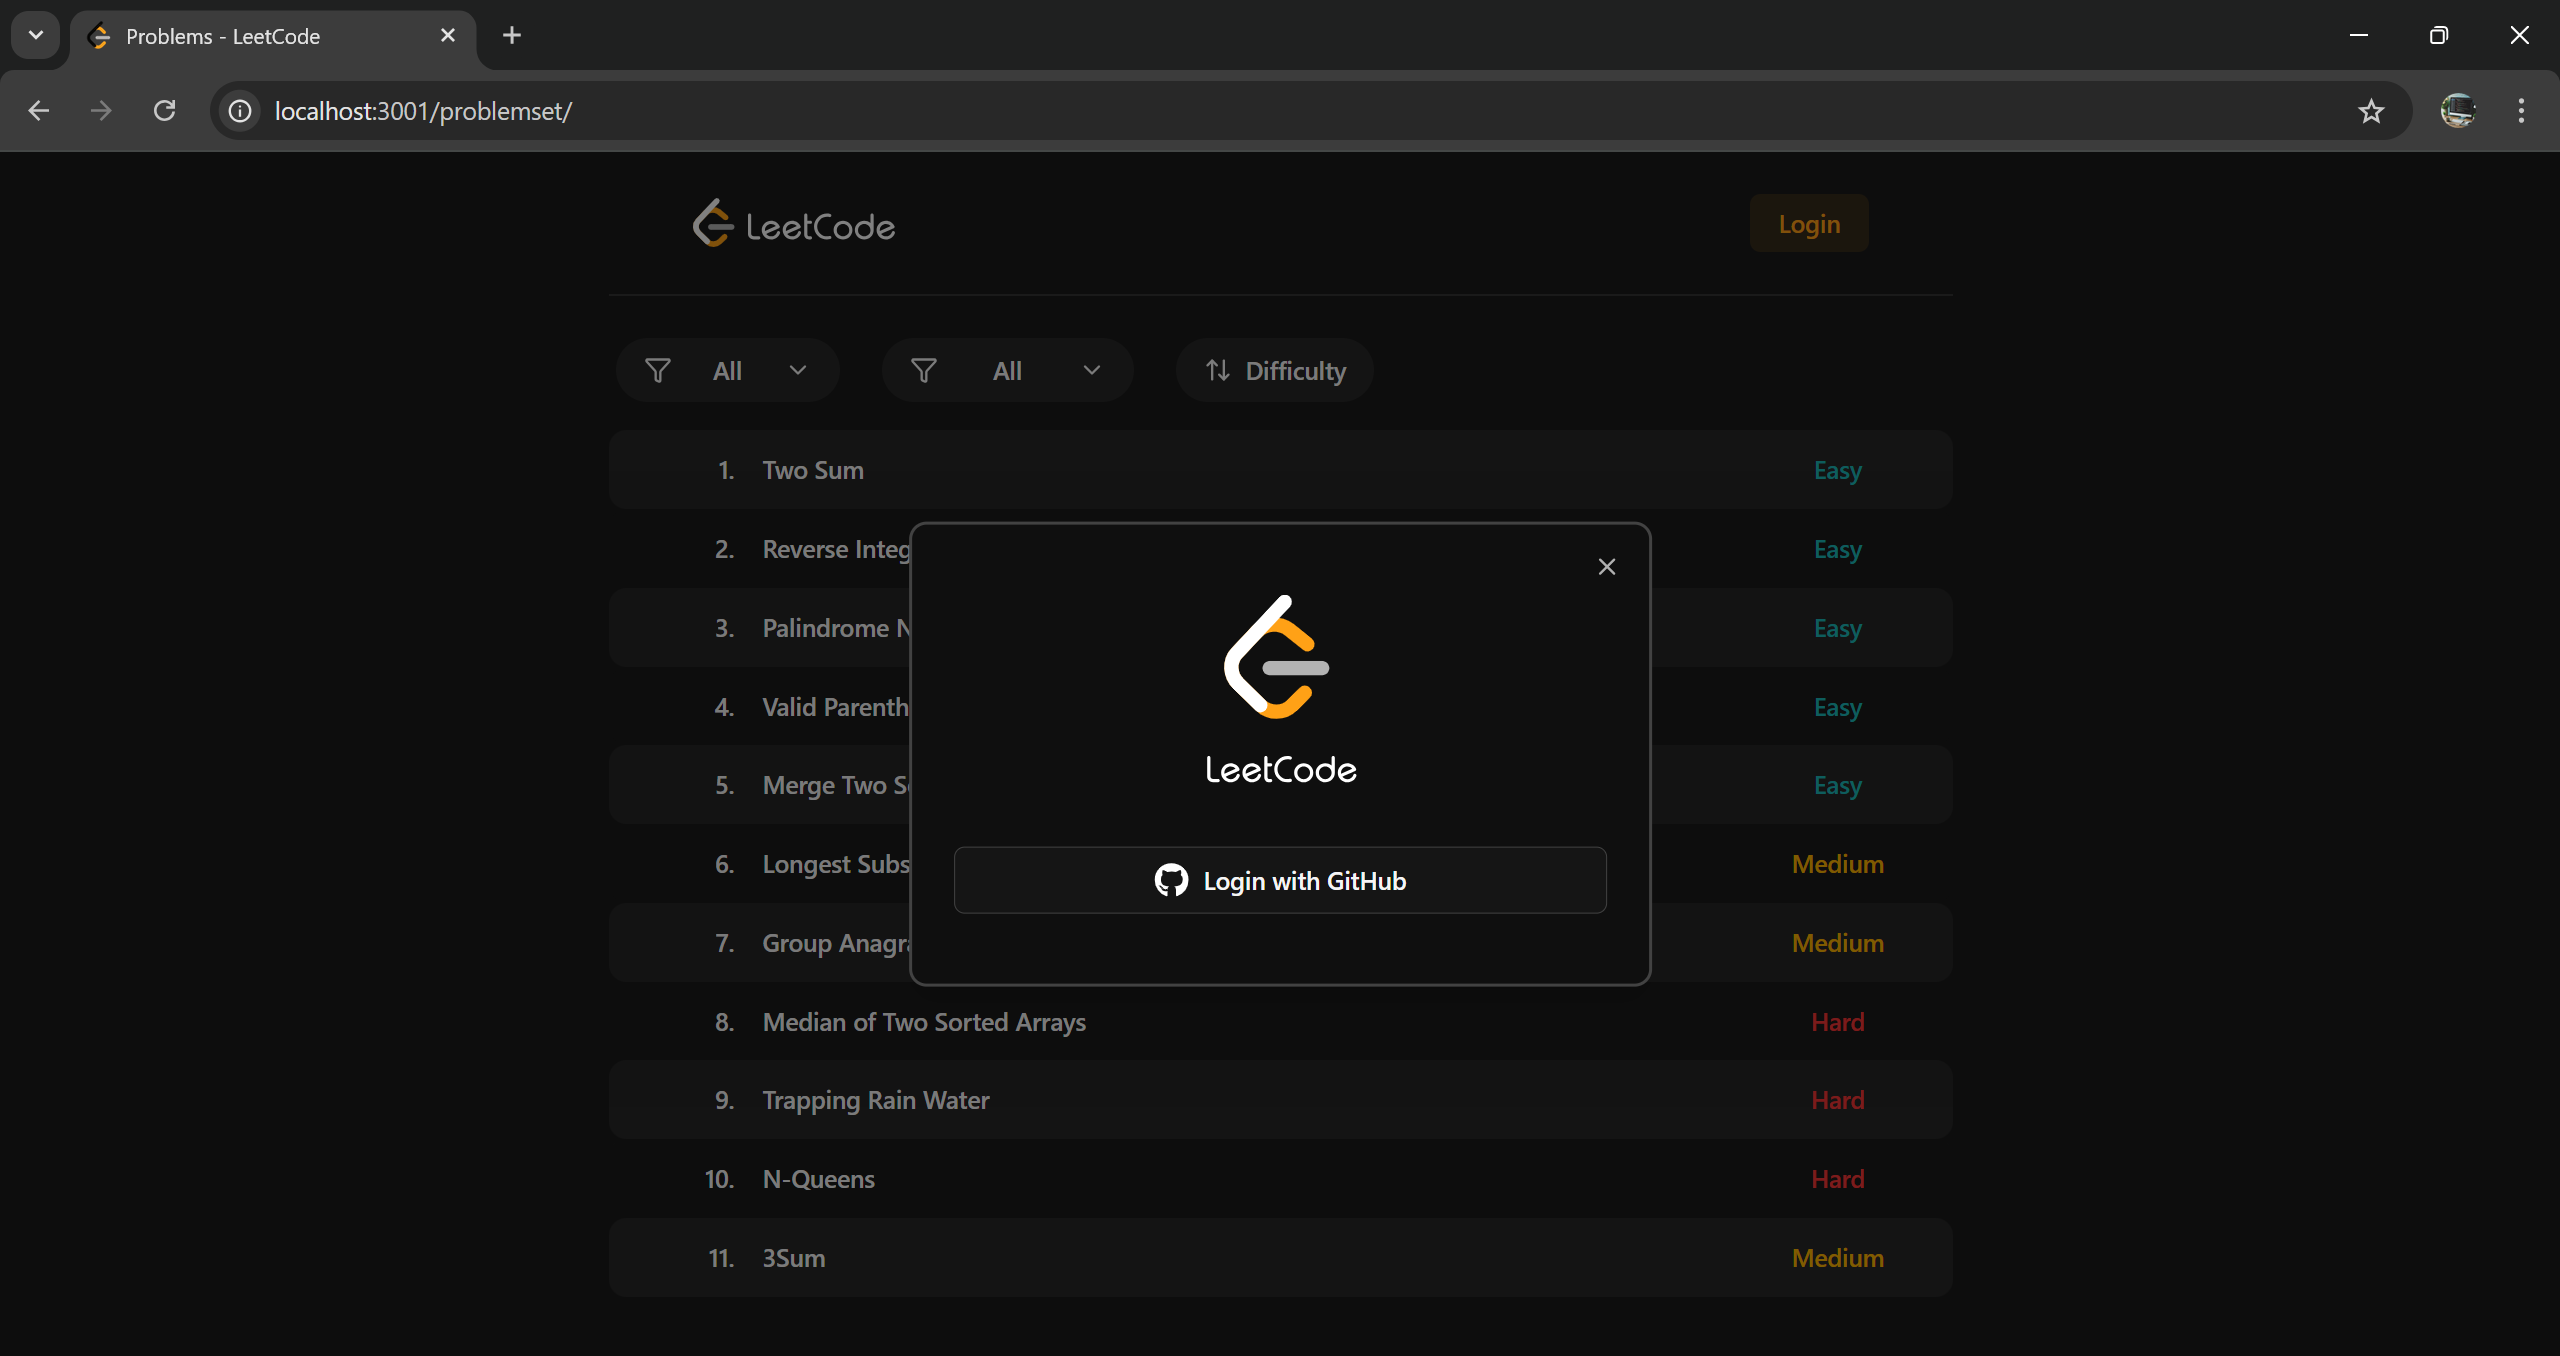 Problems - LeetCode
localhost:3001/problemset/
LeetCode
Login
All
All
Difficulty
1. Two Sum Easy
2. Reverse Integ Easy
3. Palindrome N Easy
4. Valid Parenth Easy
5. Merge Two S Easy
6. Longest Subs Medium
7. Group Anagr Medium
8. Median of Two Sorted Arrays Hard
9. Trapping Rain Water Hard
10. N-Queens Hard
11. 3Sum Medium
LeetCode
Login with GitHub